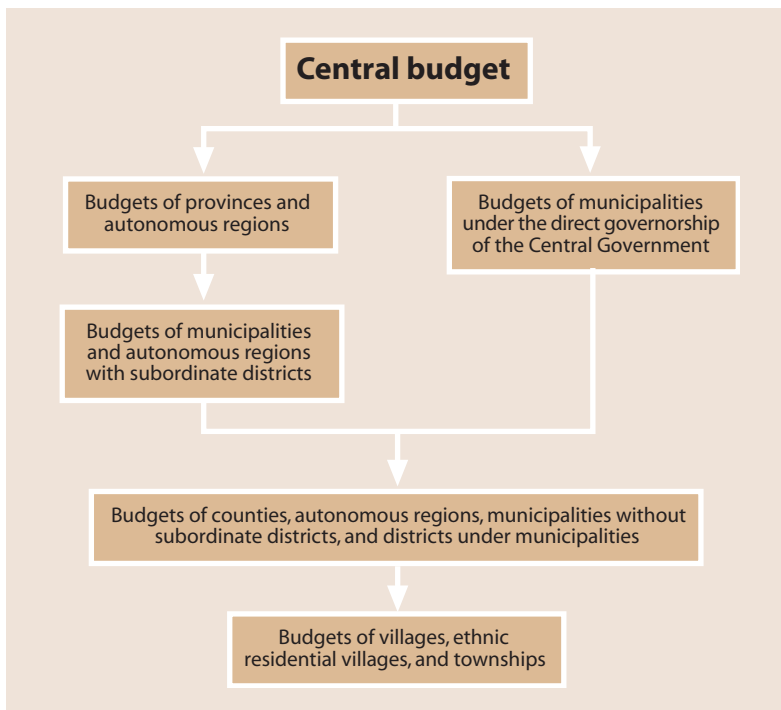 Central budget
Budgets of provinces and
autonomous regions
Budgets of municipalities
under the direct governorship
of the Central Government
Budgets of municipalities
and autonomous regions
with subordinate districts
Budgets of counties, autonomous regions, municipalities without
subordinate districts, and districts under municipalities
Budgets of villages, ethnic
residential villages, and townships